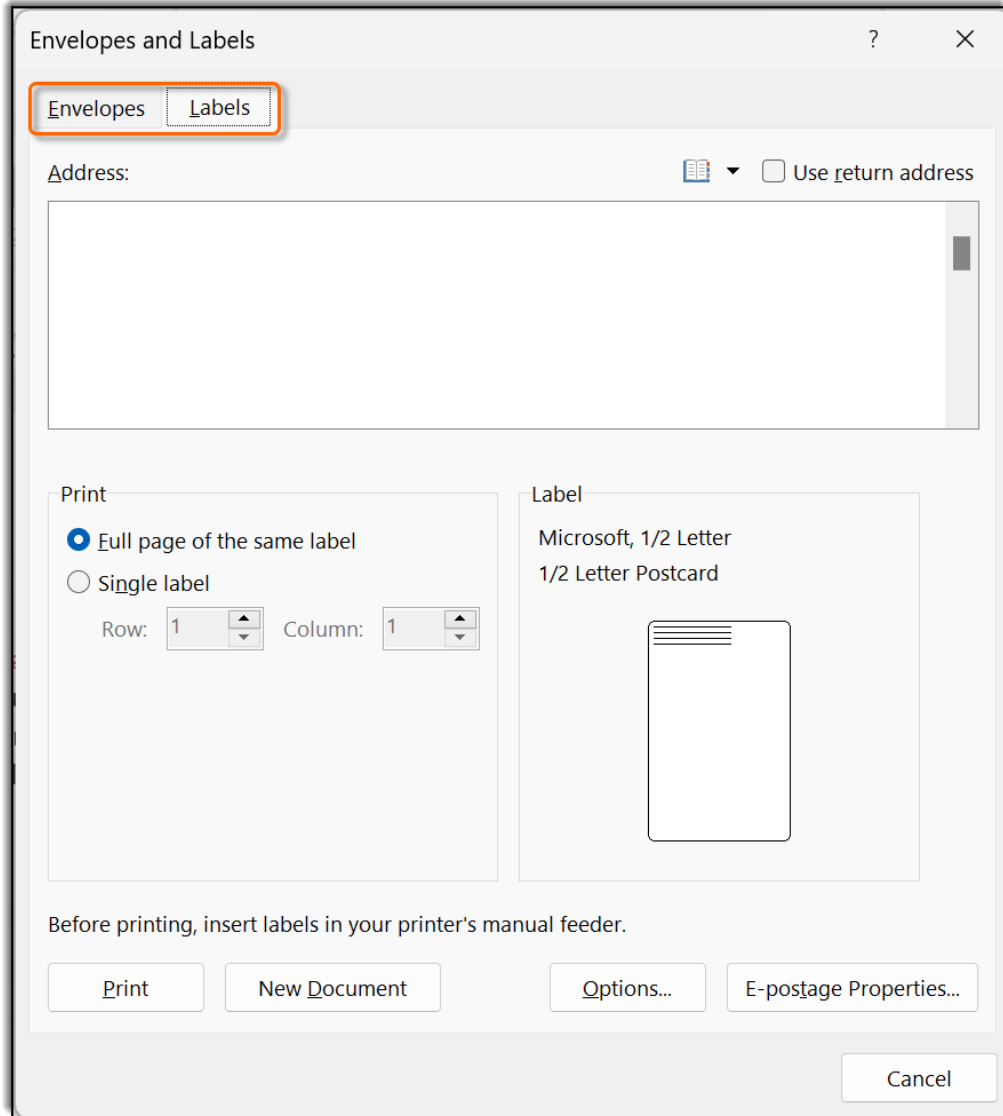 Envelopes and Labels ?
Envelopes Labels
Address: Use return address
Print
Full page of the same label
Single label
Row: 1 Column: 1
Label
Microsoft, 1/2 Letter
1/2 Letter Postcard
Before printing, insert labels in your printer's manual feeder.
Print New Document Options... E-postage Properties...
Cancel